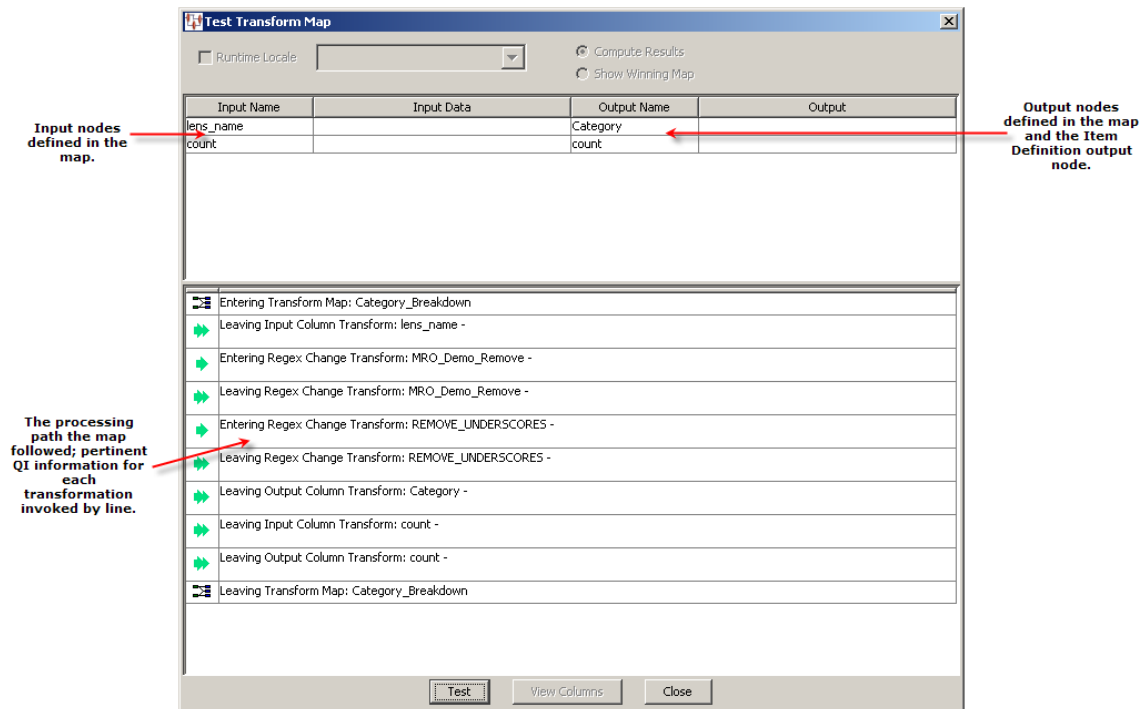 Test Transform Map
Runtime Locale
Compute Results
Show Winning Map
Input Name Input Data Output Name Output
lens_name Category
count count
Input nodes
defined in the
map.
Output nodes
defined in the map
and the Item
Definition output
node.
Entering Transform Map: Category_Breakdown
Leaving Input Column Transform: lens_name -
Entering Regex Change Transform: MRO_Demo_Remove -
Leaving Regex Change Transform: MRO_Demo_Remove -
Entering Regex Change Transform: REMOVE_UNDERSCORES -
Leaving Regex Change Transform: REMOVE_UNDERSCORES -
Leaving Output Column Transform: Category -
Leaving Input Column Transform: count -
Leaving Output Column Transform: count -
Leaving Transform Map: Category_Breakdown
The processing
path the map
followed; pertinent
QI information for
each
transformation
invoked by line.
Test View Columns Close